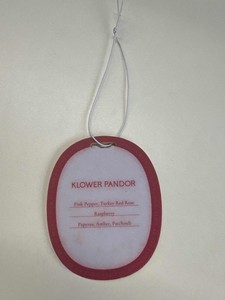 KLOWER PANDOR
Pink Pepper, Turkey Red Rose
Raspberry
Papyrus, Amber, Patchouli